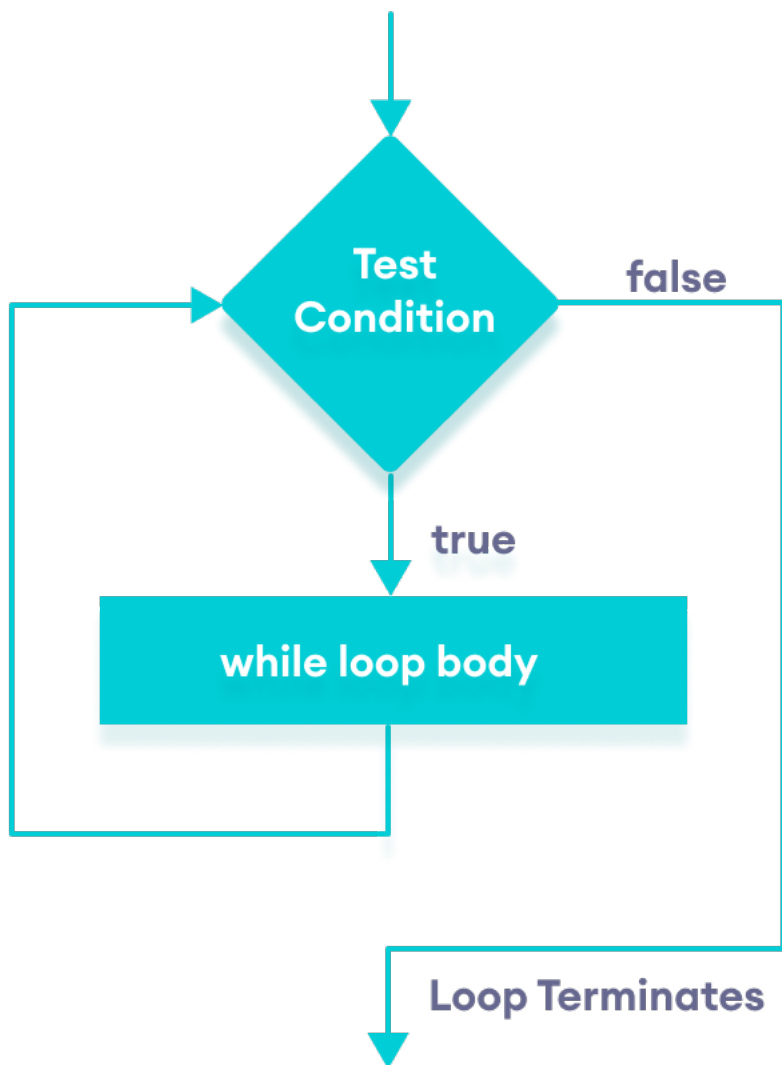 Test
Condition
false
true
while loop body
Loop Terminates